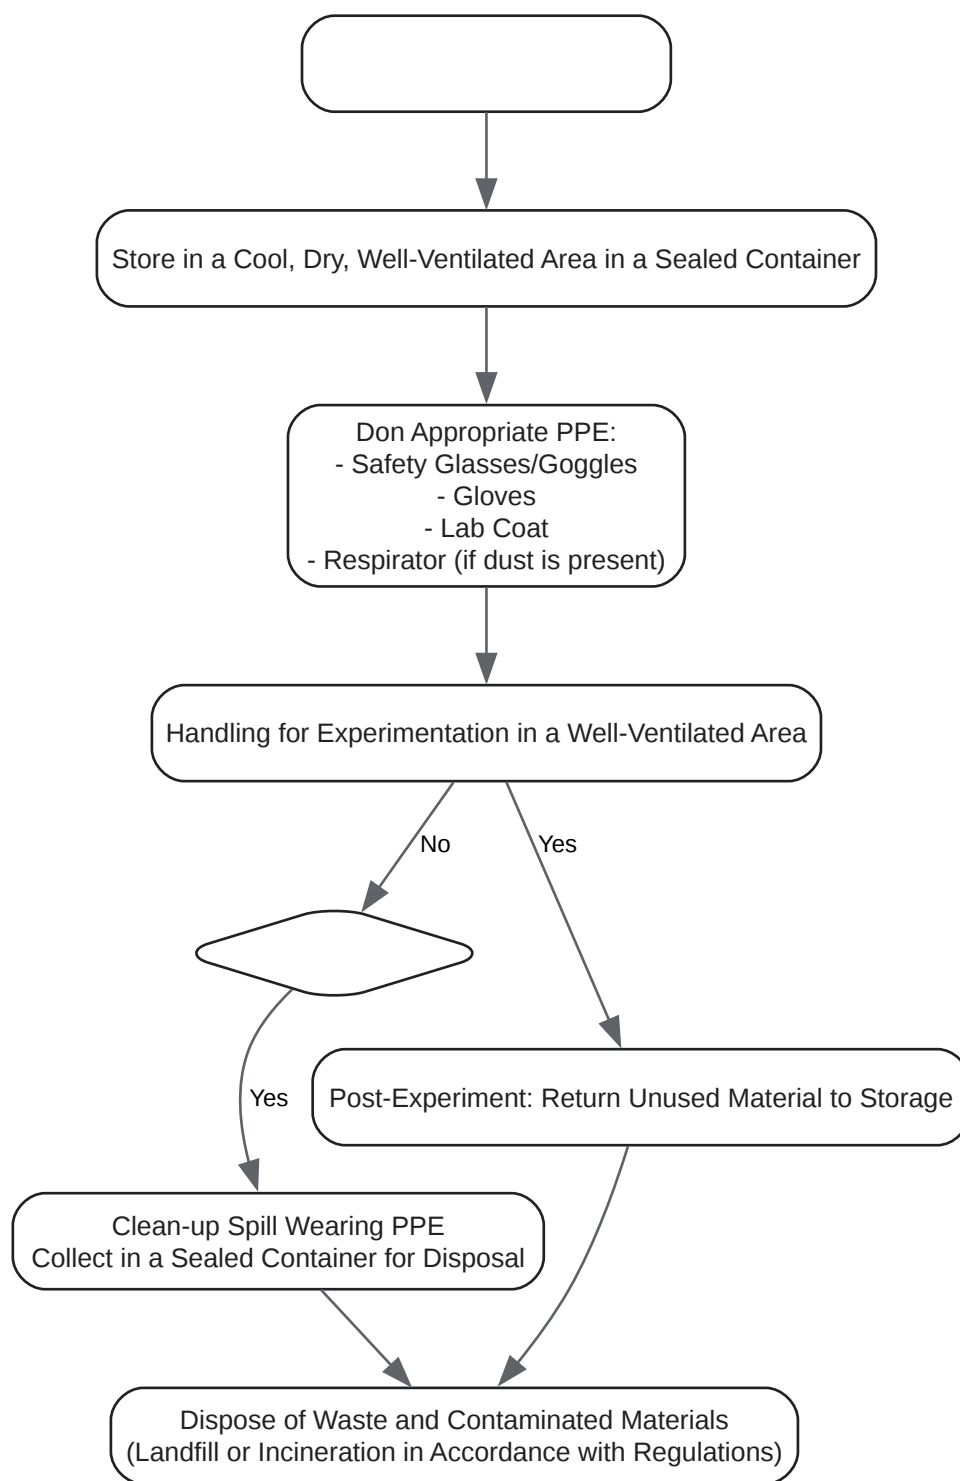 Store in a Cool, Dry, Well-Ventilated Area in a Sealed Container
Don Appropriate PPE:
- Safety Glasses/Goggles
- Gloves
- Lab Coat
- Respirator (if dust is present)
Handling for Experimentation in a Well-Ventilated Area
No
Yes
Yes
Post-Experiment: Return Unused Material to Storage
Clean-up Spill Wearing PPE
Collect in a Sealed Container for Disposal
Dispose of Waste and Contaminated Materials
(Landfill or Incineration in Accordance with Regulations)